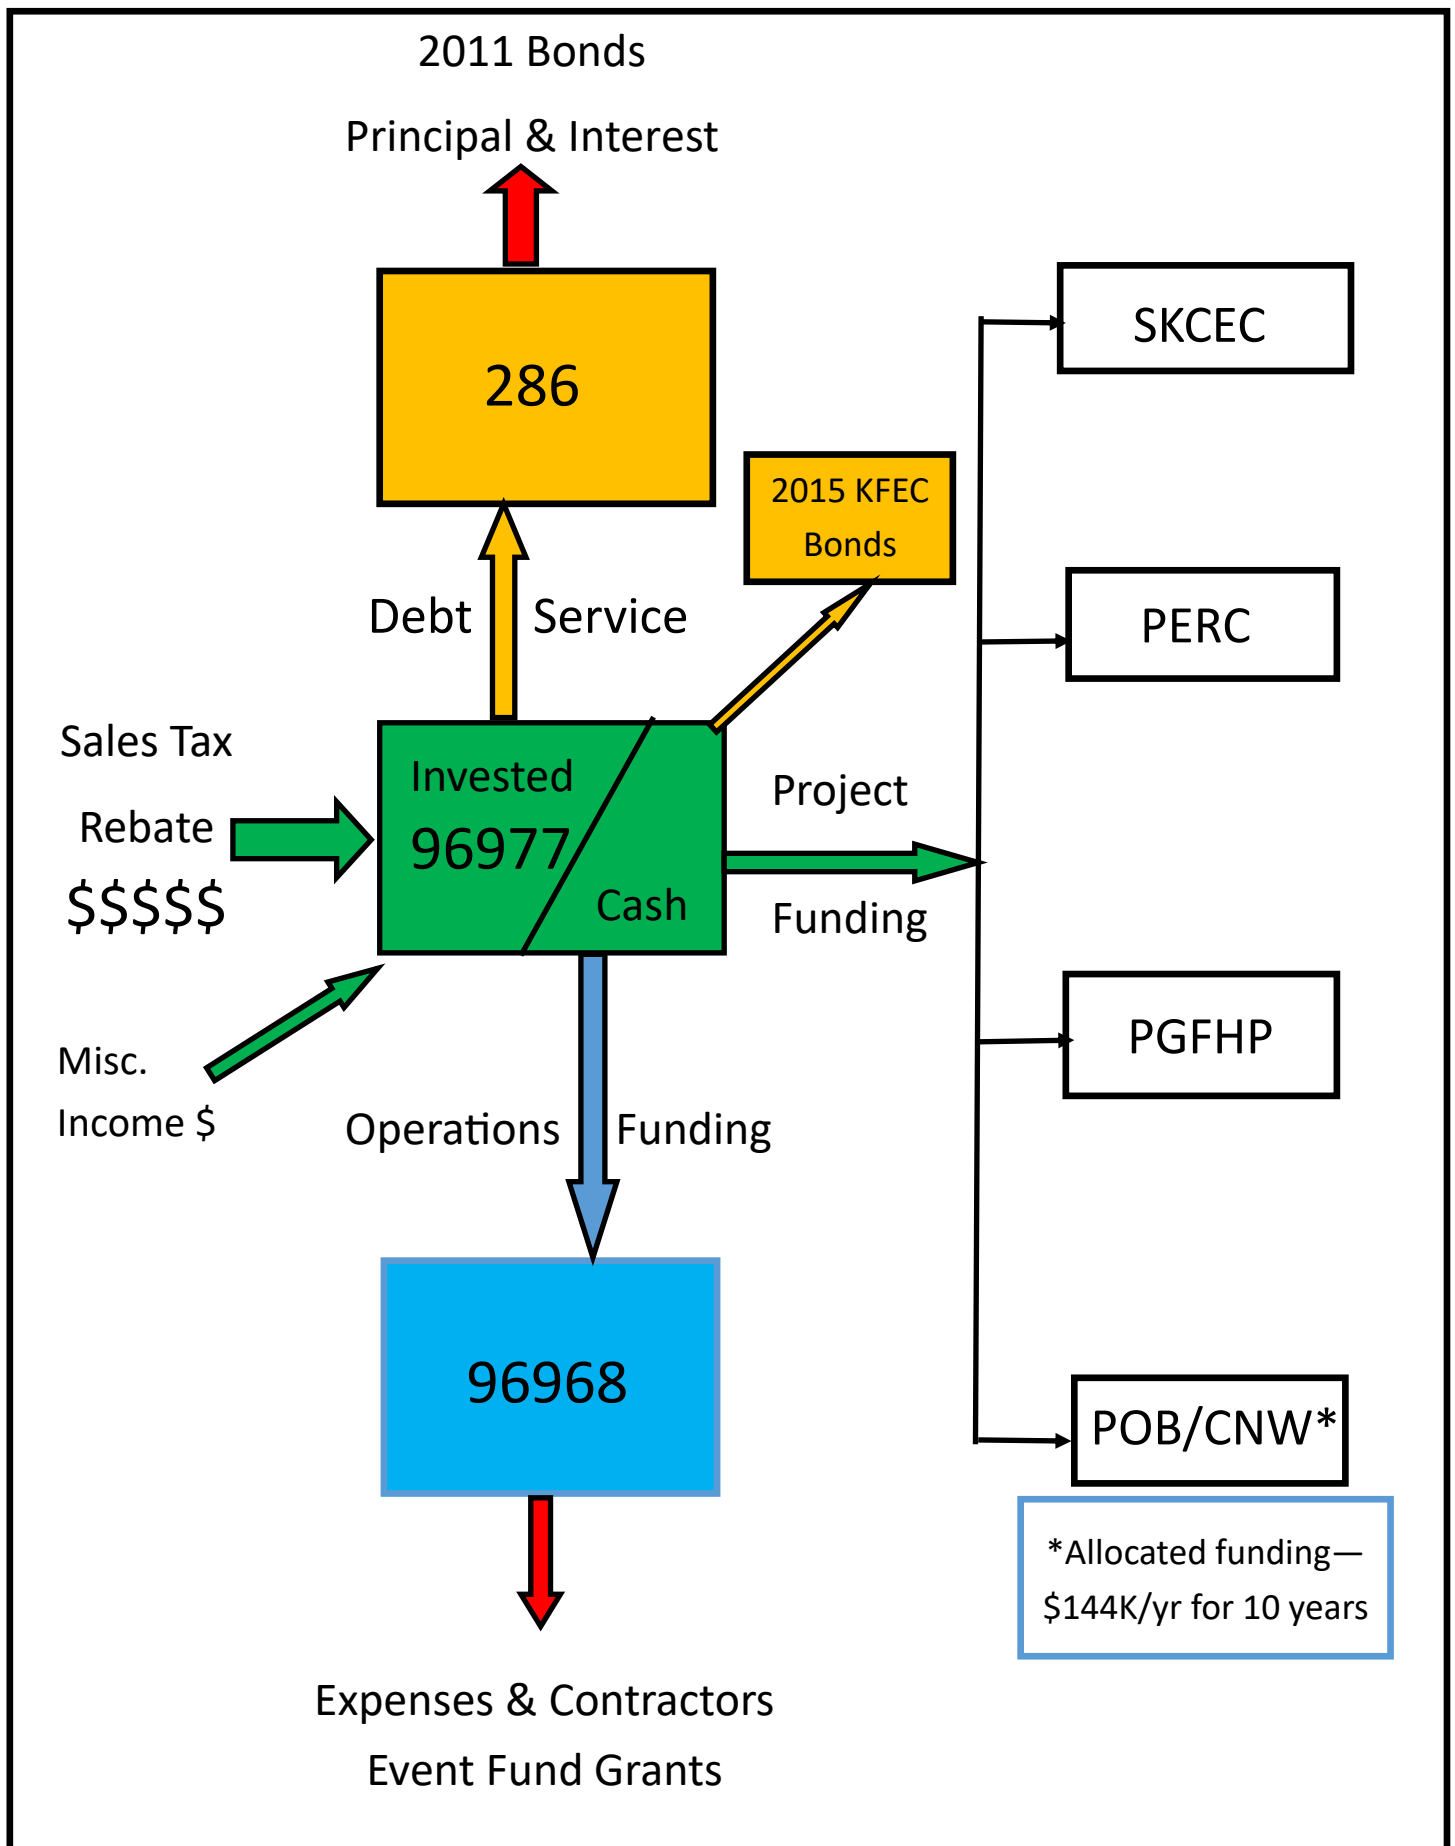 2011 Bonds
Principal & Interest
286
SKCEC
2015 KFEC
Bonds
Debt Service
PERC
Sales Tax
Rebate
$$$$$
Invested
96977
Cash
Project
Funding
Misc.
Income $
PGFHP
Operations Funding
96968
POB/CNW*
*Allocated funding—
$144K/yr for 10 years
Expenses & Contractors
Event Fund Grants